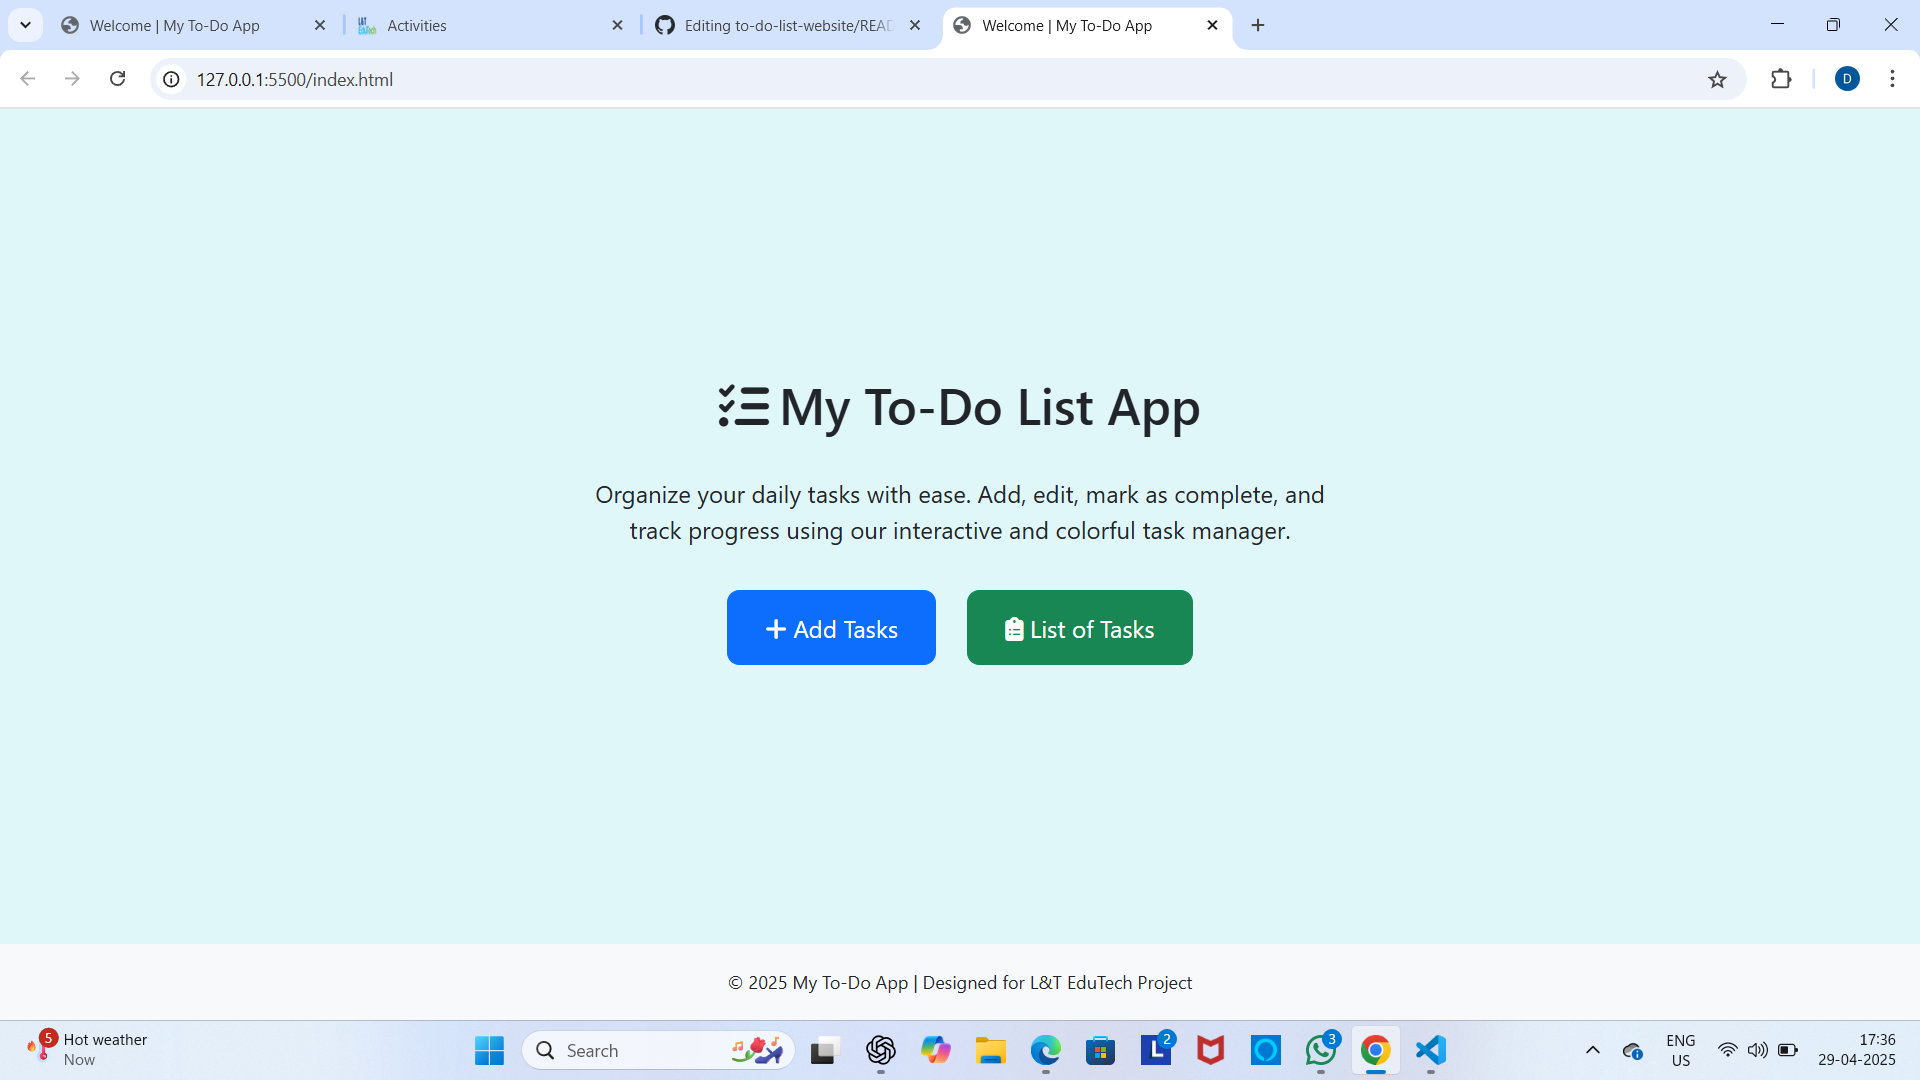 Welcome | My To-Do App
Activities
Editing to-do-list-website/READ
Welcome | My To-Do App
127.0.0.1:5500/index.html
D
My To-Do List App
Organize your daily tasks with ease. Add, edit, mark as complete, and
track progress using our interactive and colorful task manager.
Add Tasks
List of Tasks
© 2025 My To-Do App | Designed for L&T EduTech Project
5
Hot weather
Now
Search
L
2
3
ENG
US
17:36
29-04-2025